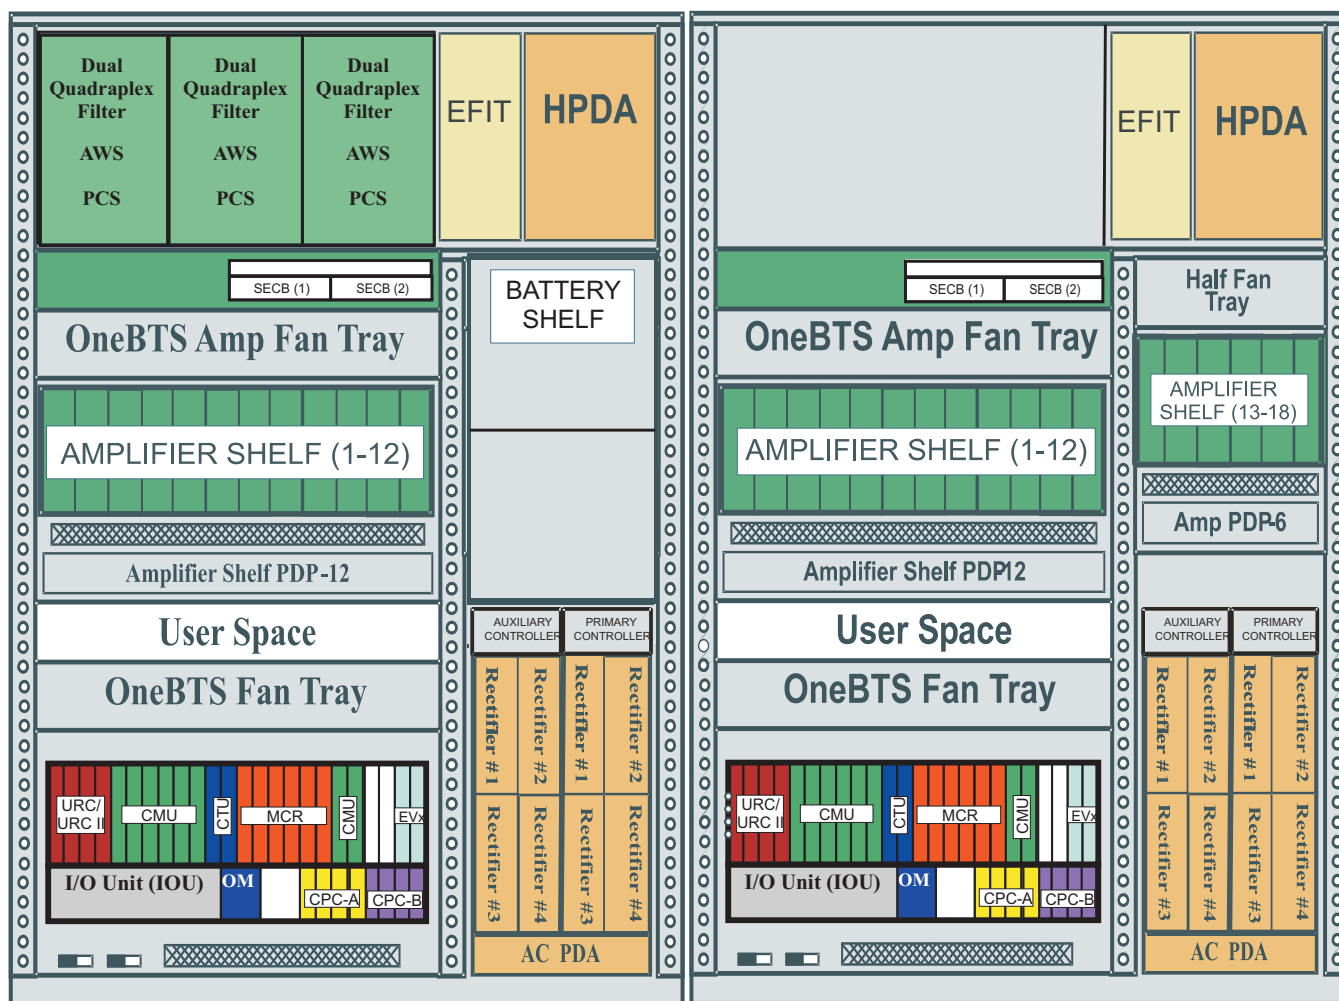 Dual
Quadraplex
Filter
AWS
PCS
Dual
Quadraplex
Filter
AWS
PCS
Dual
Quadraplex
Filter
AWS
PCS
EFIT
HPDA
SECB (1)
SECB (2)
OneBTS Amp Fan Tray
AMPLIFIER SHELF (1-12)
Amplifier Shelf PDP-12
User Space
OneBTS Fan Tray
URC/
URC II
CMU
CTU
MCR
CMU
EVx
I/O Unit (IOU)
OM
CPC-A
CPC-B
BATTERY
SHELF
AUXILIARY
CONTROLLER
PRIMARY
CONTROLLER
Rectifier #1
Rectifier #2
Rectifier #1
Rectifier #2
Rectifier #3
Rectifier #4
Rectifier #3
Rectifier #4
AC PDA
EFIT
HPDA
SECB (1)
SECB (2)
OneBTS Amp Fan Tray
AMPLIFIER SHELF (1-12)
Amplifier Shelf PDP12
User Space
OneBTS Fan Tray
URC/
URC II
CMU
CTU
MCR
CMU
EVx
I/O Unit (IOU)
OM
CPC-A
CPC-B
Half Fan
Tray
AMPLIFIER
SHELF (13-18)
Amp PDP-6
AUXILIARY
CONTROLLER
PRIMARY
CONTROLLER
Rectifier #1
Rectifier #2
Rectifier #1
Rectifier #2
Rectifier #3
Rectifier #4
Rectifier #3
Rectifier #4
AC PDA